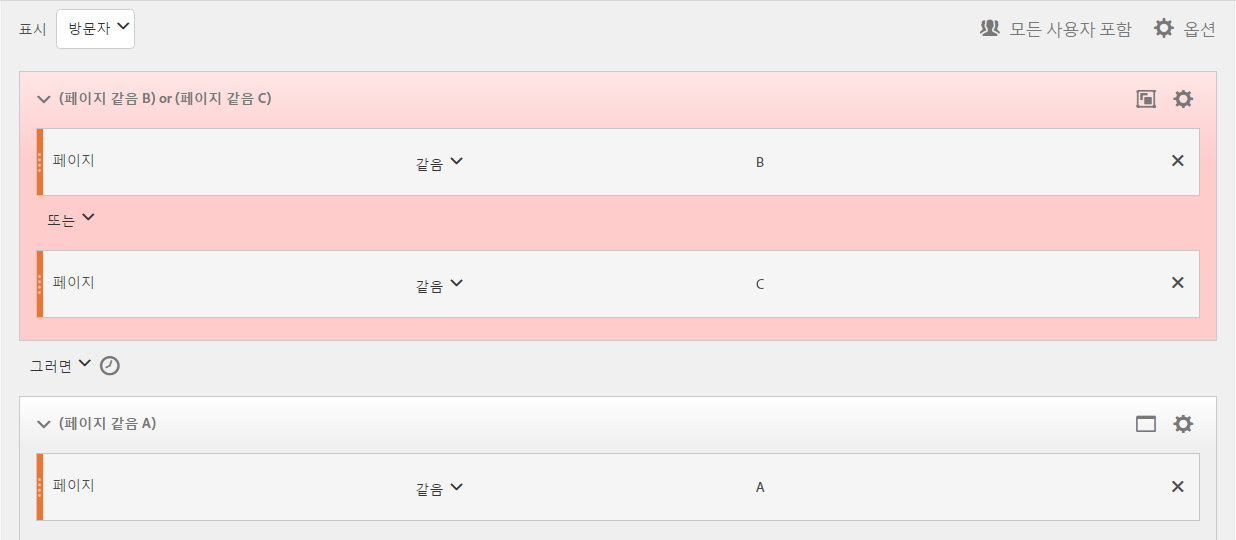 표시 방문자 모든 사용자 포함 옵션
(페이지 같음 B) or (페이지 같음 C)
페이지 같음 B
또는
페이지 같음 C
그러면
(페이지 같음 A)
페이지 같음 A